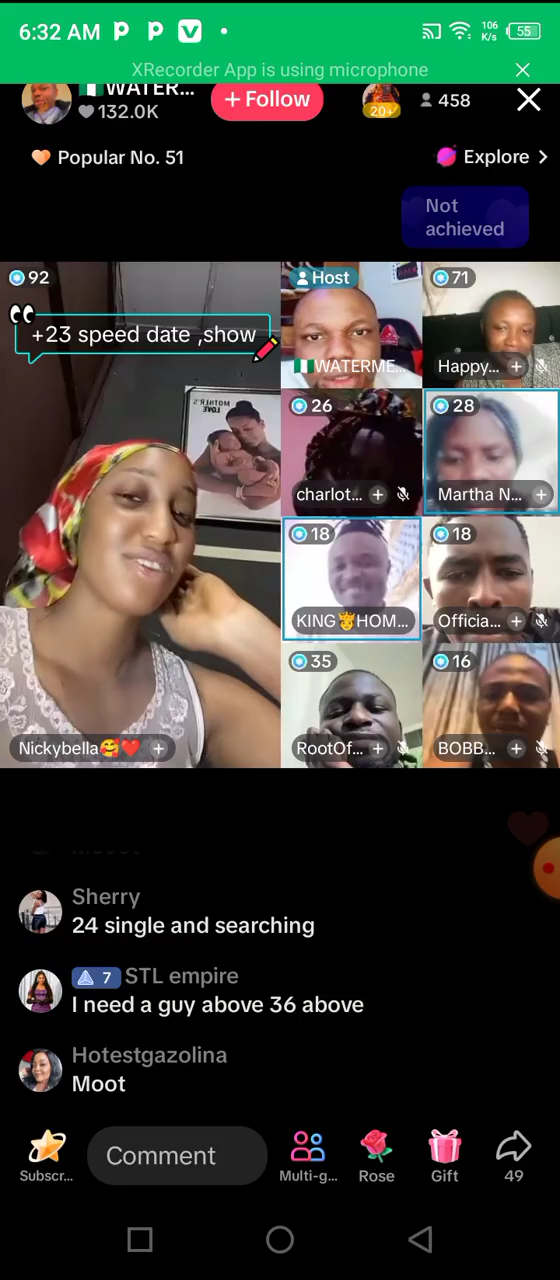 6:32 AM
106
K/s
55
XRecorder App is using microphone
🇳🇬WATER...
132.0K
+ Follow
20+
458
Popular No. 51
Explore
Not
achieved
92
+23 speed date ,show
MOTHER'S
LOVE
Host
🇳🇬WATERME...
71
Happy...
26
charlot...
28
Martha N...
18
KING🤴HOM...
18
Officia...
35
RootOf...
16
BOBB...
Nickybella🥰❤️
Sherry
24 single and searching
7 STL empire
I need a guy above 36 above
Hotestgazolina
Moot
Subscr...
Comment
Multi-g...
Rose
Gift
49